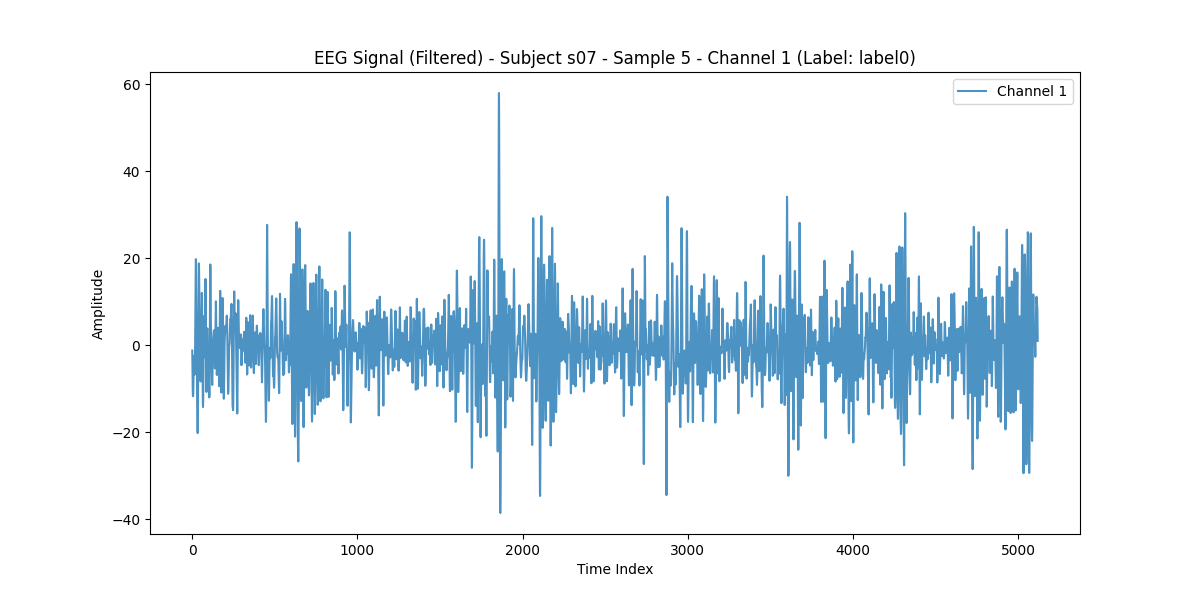 EEG Signal (Filtered) - Subject s07 - Sample 5 - Channel 1 (Label: label0)
Channel 1
60
40
20
0
−20
−40
Amplitude
0 1000 2000 3000 4000 5000
Time Index